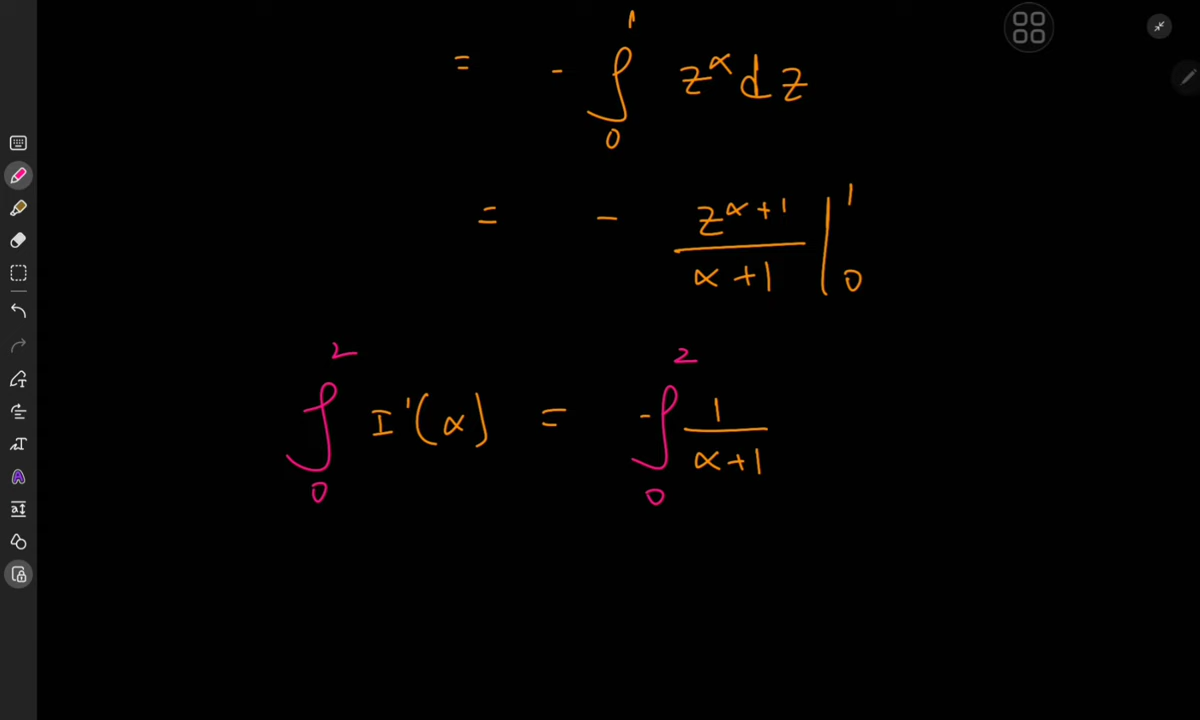 = - ∫₀¹ z^α dz
= - z^(α+1) / (α+1) |₀¹
∫₀² I'(α) = -∫₀² 1 / (α+1)